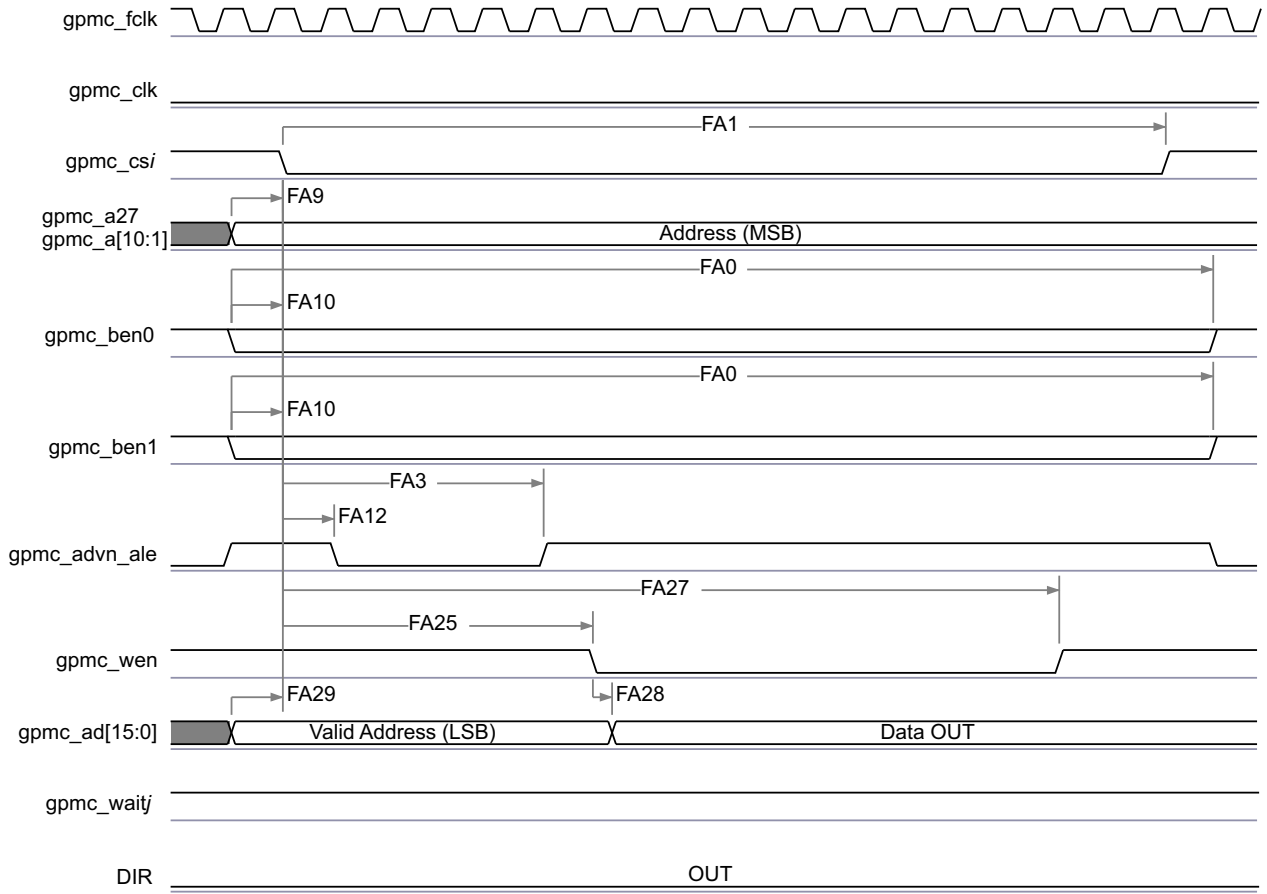 gpmc_fclk
gpmc_clk
FA1
gpmc_csi
FA9
gpmc_a27
gpmc_a[10:1]
Address (MSB)
FA0
FA10
gpmc_ben0
FA0
FA10
gpmc_ben1
FA3
FA12
gpmc_advn_ale
FA27
FA25
gpmc_wen
FA29
FA28
gpmc_ad[15:0]
Valid Address (LSB)
Data OUT
gpmc_waitj
DIR
OUT